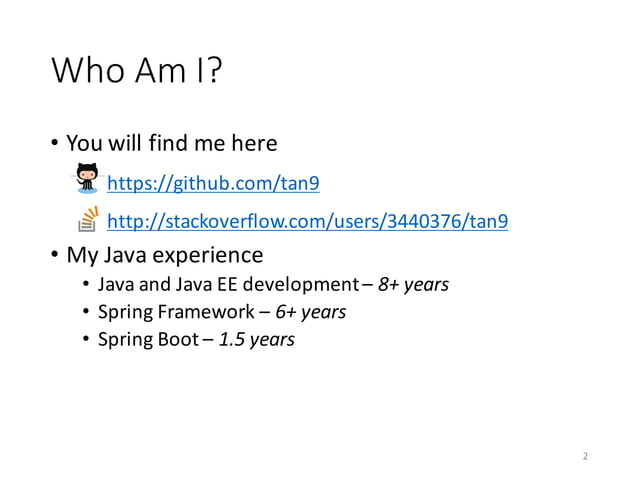 Who Am I?
• You will find me here
https://github.com/tan9
http://stackoverflow.com/users/3440376/tan9
• My Java experience
• Java and Java EE development – 8+ years
• Spring Framework – 6+ years
• Spring Boot – 1.5 years
2